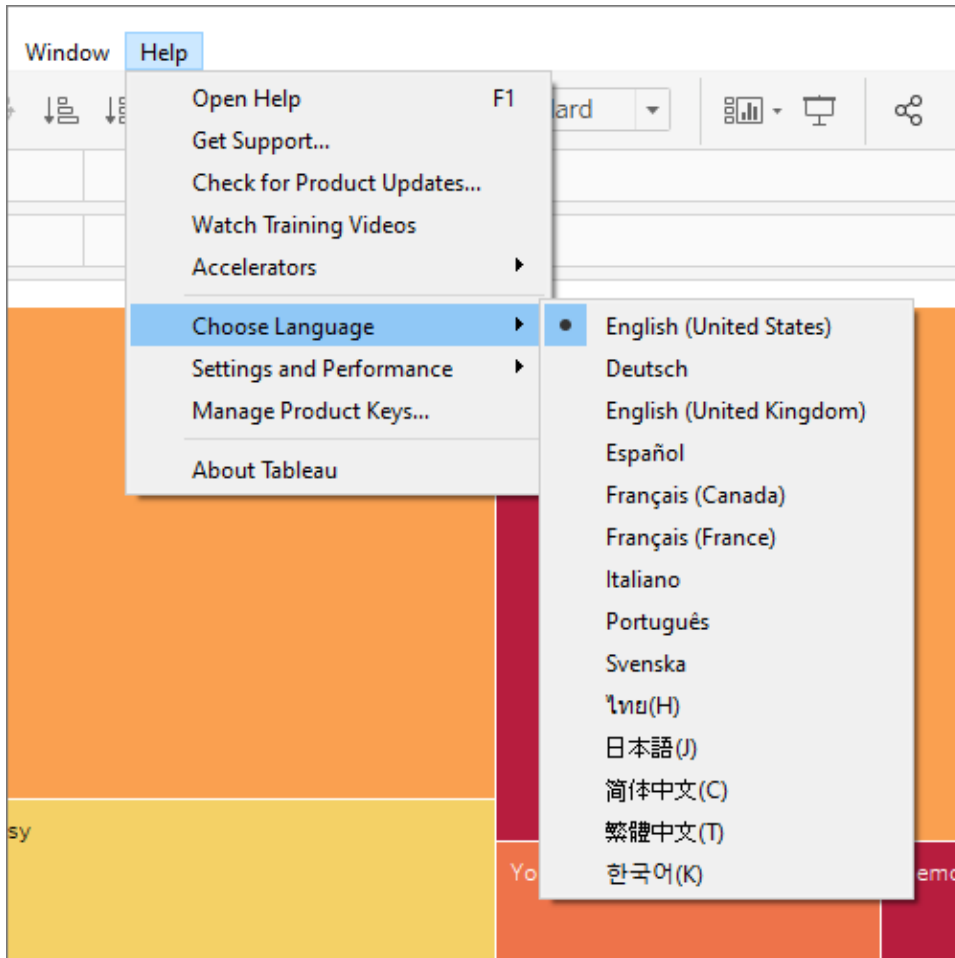 Window Help
Open Help F1
Get Support...
Check for Product Updates...
Watch Training Videos
Accelerators
Choose Language
Settings and Performance
Manage Product Keys...
About Tableau
English (United States)
Deutsch
English (United Kingdom)
Español
Français (Canada)
Français (France)
Italiano
Português
Svenska
ไทย(H)
日本語(J)
简体中文(C)
繁體中文(T)
한국어(K)